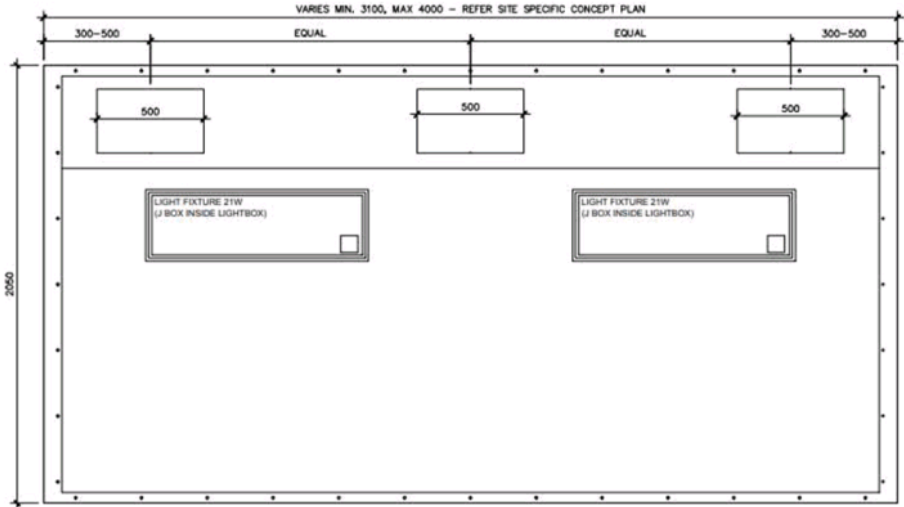 VARIES MIN. 3100, MAX 4000 – REFER SITE SPECIFIC CONCEPT PLAN
300–500
EQUAL
EQUAL
300–500
500
500
500
LIGHT FIXTURE 21W
(J BOX INSIDE LIGHTBOX)
LIGHT FIXTURE 21W
(J BOX INSIDE LIGHTBOX)
2050